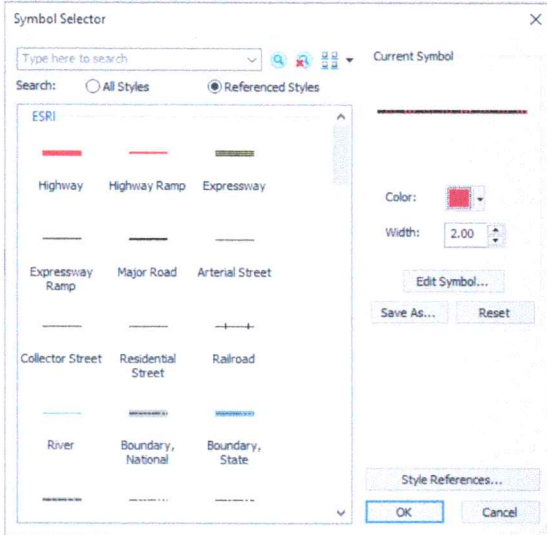 Symbol Selector
Type here to search
Search:
All Styles
Referenced Styles
ESRI
Highway
Highway Ramp
Expressway
Expressway
Ramp
Major Road
Arterial Street
Collector Street
Residential
Street
Railroad
River
Boundary,
National
Boundary,
State
Current Symbol
Color:
Width:
2.00
Edit Symbol...
Save As...
Reset
Style References...
OK
Cancel